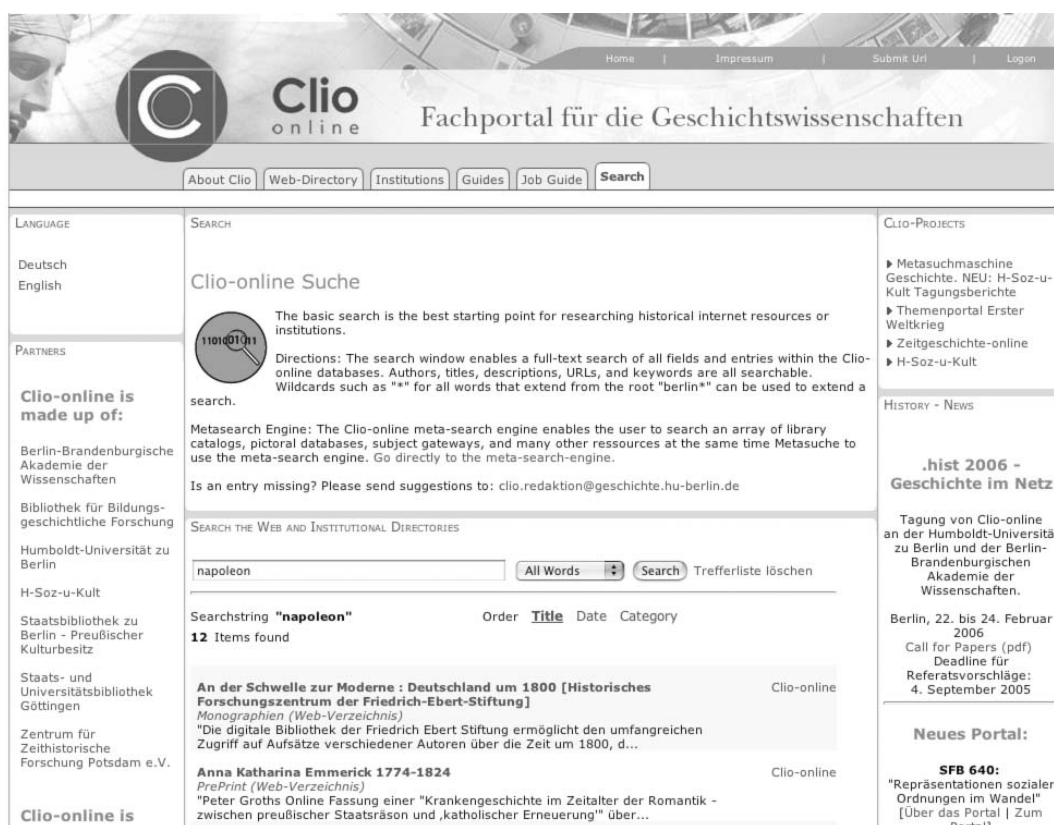 Home | Impressum | Submit Url | Logon
C
Clio
online
Fachportal für die Geschichtswissenschaften
About Clio
Web-Directory
Institutions
Guides
Job Guide
Search
LANGUAGE
Deutsch
English
PARTNERS
Clio-online is
made up of:
Berlin-Brandenburgische
Akademie der
Wissenschaften
Bibliothek für Bildungs-
geschichtliche Forschung
Humboldt-Universität zu
Berlin
H-Soz-u-Kult
Staatsbibliothek zu
Berlin - Preußischer
Kulturbesitz
Staats- und
Universitätsbibliothek
Göttingen
Zentrum für
Zeithistorische
Forschung Potsdam e.V.
Clio-online is
SEARCH
Clio-online Suche
1101001011
The basic search is the best starting point for researching historical internet resources or
institutions.
Directions: The search window enables a full-text search of all fields and entries within the Clio-
online databases. Authors, titles, descriptions, URLs, and keywords are all searchable.
Wildcards such as "*" for all words that extend from the root "berlin*" can be used to extend a
search.
Metasearch Engine: The Clio-online meta-search engine enables the user to search an array of library
catalogs, pictoral databases, subject gateways, and many other ressources at the same time Metasuche to
use the meta-search engine. Go directly to the meta-search-engine.
Is an entry missing? Please send suggestions to: clio.redaktion@geschichte.hu-berlin.de
SEARCH THE WEB AND INSTITUTIONAL DIRECTORIES
napoleon All Words Search Trefferliste löschen
Searchstring "napoleon" Order Title Date Category
12 Items found
An der Schwelle zur Moderne : Deutschland um 1800 [Historisches Clio-online
Forschungszentrum der Friedrich-Ebert-Stiftung]
Monographien (Web-Verzeichnis)
"Die digitale Bibliothek der Friedrich Ebert Stiftung ermöglicht den umfangreichen
Zugriff auf Aufsätze verschiedener Autoren über die Zeit um 1800, d...
Anna Katharina Emmerick 1774-1824 Clio-online
PrePrint (Web-Verzeichnis)
"Peter Groths Online Fassung einer "Krankengeschichte im Zeitalter der Romantik -
zwischen preußischer Staatsräson und ‚katholischer Erneuerung'" über...
CLIO-PROJECTS
Metasuchmaschine
Geschichte. NEU: H-Soz-u-
Kult Tagungsberichte
Themenportal Erster
Weltkrieg
Zeitgeschichte-online
H-Soz-u-Kult
HISTORY - NEWS
.hist 2006 -
Geschichte im Netz
Tagung von Clio-online
an der Humboldt-Universitä
zu Berlin und der Berlin-
Brandenburgischen
Akademie der
Wissenschaften.
Berlin, 22. bis 24. Februar
2006
Call for Papers (pdf)
Deadline für
Referatsvorschläge:
4. September 2005
Neues Portal:
SFB 640:
"Repräsentationen sozialer
Ordnungen im Wandel"
[Über das Portal | Zum